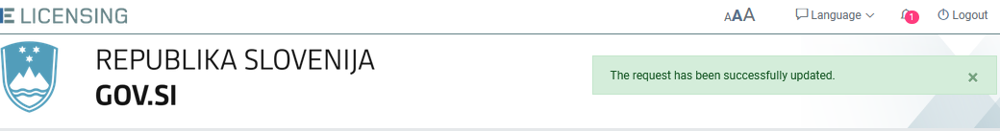 E LICENSING
AAA
Language
1
Logout
REPUBLIKA SLOVENIJA
GOV.SI
The request has been successfully updated.
×